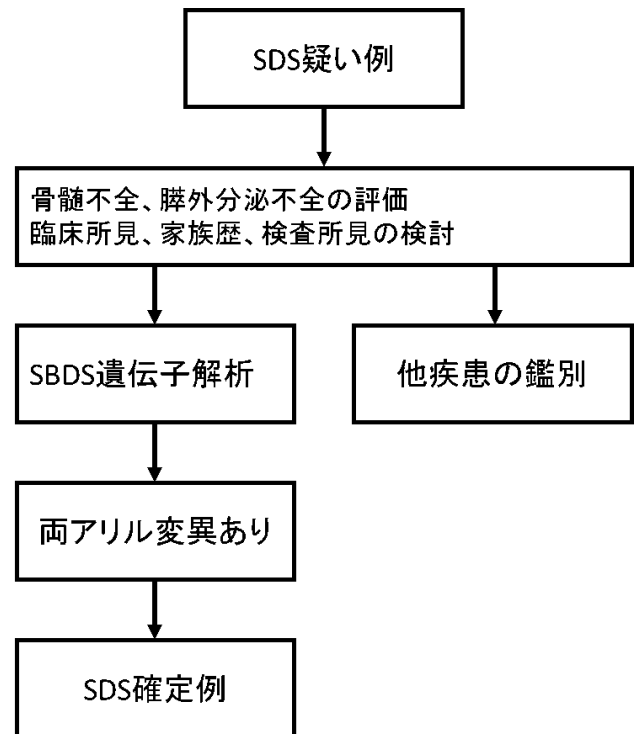 SDS疑い例
骨髄不全、膵外分泌不全の評価
臨床所見、家族歴、検査所見の検討
SBDS遺伝子解析
他疾患の鑑別
両アリル変異あり
SDS確定例